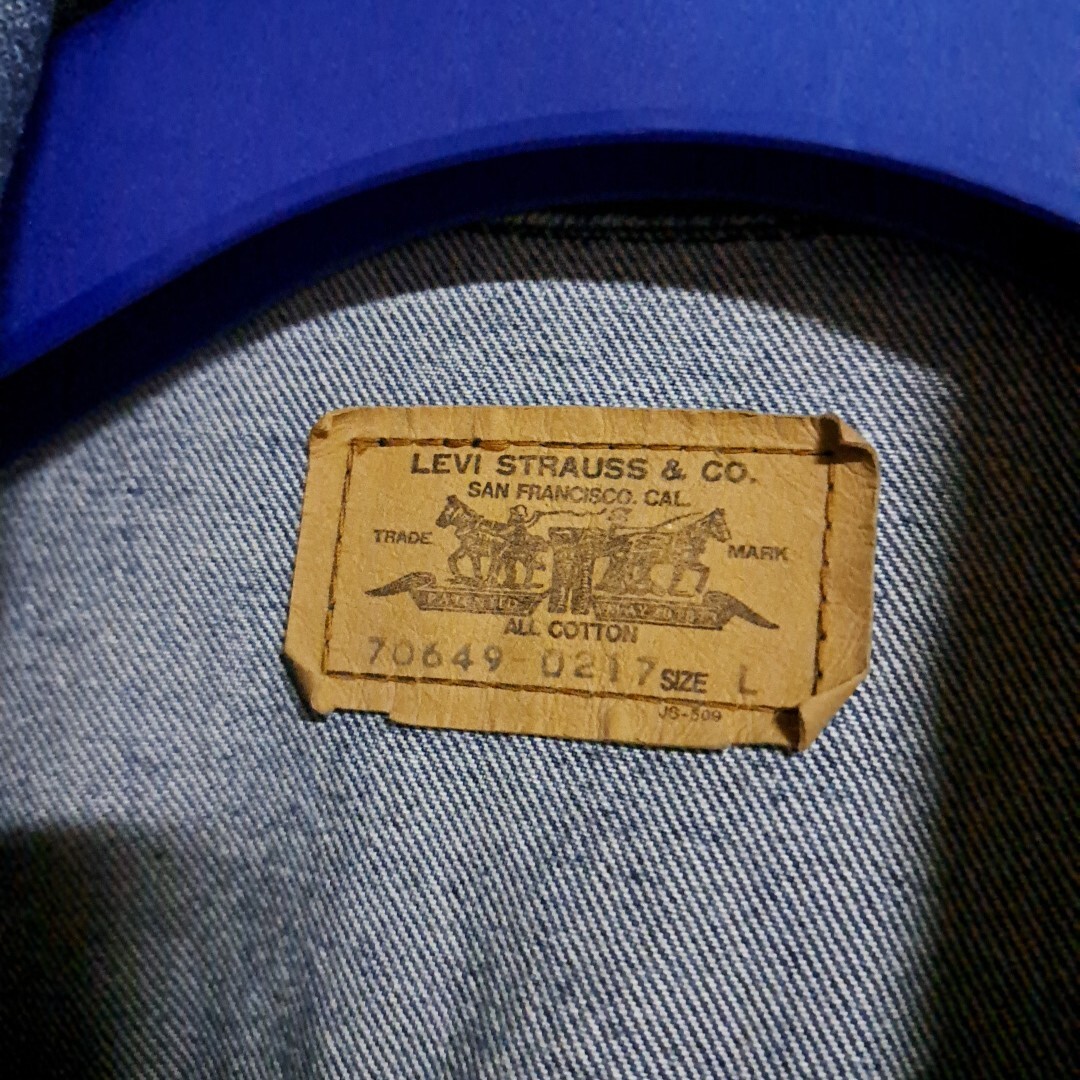 LEVI STRAUSS & CO.
SAN FRANCISCO. CAL.
TRADE MARK
ALL COTTON
70649-0217 SIZE L
JS-509